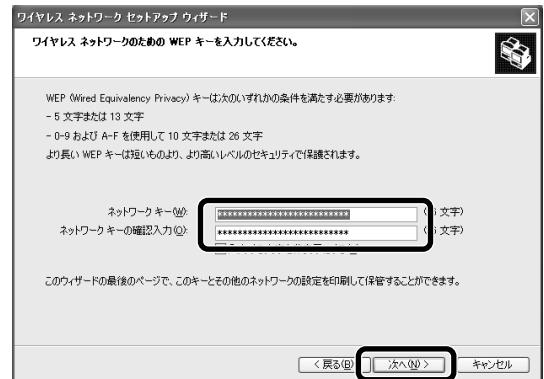 ワイヤレス ネットワーク セットアップ ウィザード
ワイヤレス ネットワークのための WEP キーを入力してください。
WEP (Wired Equivalency Privacy) キーは次のいずれかの条件を満たす必要があります:
- 5 文字または 13 文字
- 0-9 および A-F を使用して 10 文字または 26 文字
より長い WEP キーは短いものより、より高いレベルのセキュリティで保護されます。
ネットワーク キー(W): ************************** 文字)
ネットワーク キーの確認入力(O): ************************** 文字)
このウィザードの最後のページで、このキーとその他のネットワークの設定を印刷して保管することができます。
< 戻る(B) 次へ(N) > キャンセル